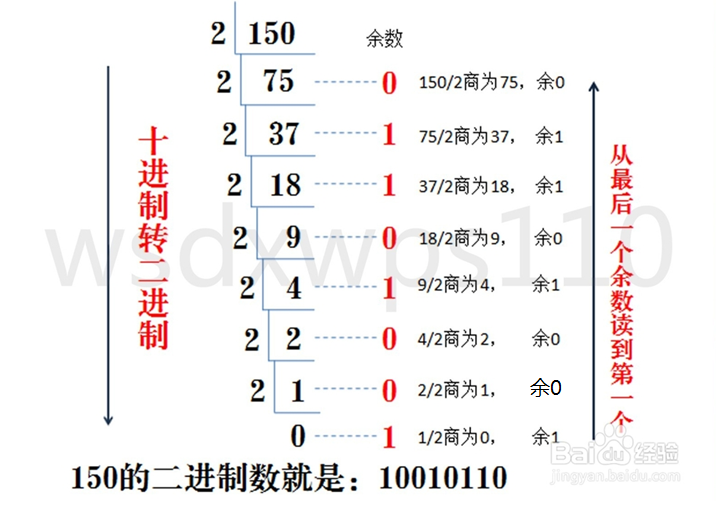 2 150 余数
2 75 0 150/2商为75，余0
2 37 1 75/2商为37，余1
2 18 1 37/2商为18，余1
2 9 0 18/2商为9，余0
2 4 1 9/2商为4，余1
2 2 0 4/2商为2，余0
2 1 0 2/2商为1，余0
0 1 1/2商为0，余1
十进制转二进制
从最后一个余数读到第一个
150的二进制数就是：10010110
wsdxwps110
Baidu经验
jingyan.baidu.com